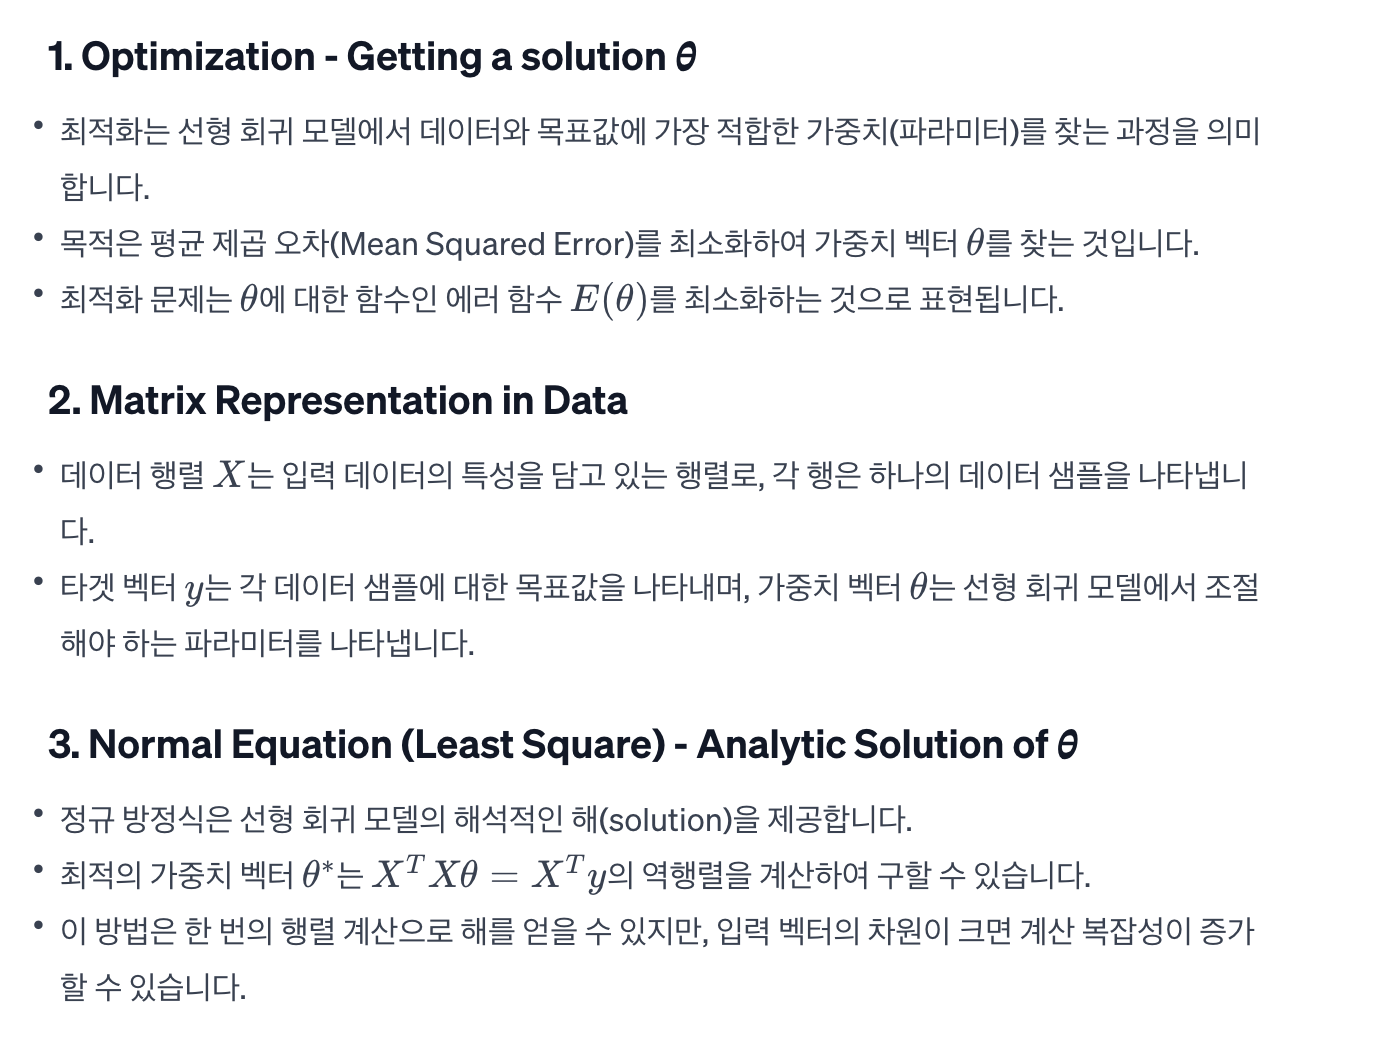 1. Optimization - Getting a solution θ
• 최적화는 선형 회귀 모델에서 데이터와 목표값에 가장 적합한 가중치(파라미터)를 찾는 과정을 의미
합니다.
• 목적은 평균 제곱 오차(Mean Squared Error)를 최소화하여 가중치 벡터 θ를 찾는 것입니다.
• 최적화 문제는 θ에 대한 함수인 에러 함수 E(θ)를 최소화하는 것으로 표현됩니다.
2. Matrix Representation in Data
• 데이터 행렬 X는 입력 데이터의 특성을 담고 있는 행렬로, 각 행은 하나의 데이터 샘플을 나타냅니
다.
• 타겟 벡터 y는 각 데이터 샘플에 대한 목표값을 나타내며, 가중치 벡터 θ는 선형 회귀 모델에서 조절
해야 하는 파라미터를 나타냅니다.
3. Normal Equation (Least Square) - Analytic Solution of θ
• 정규 방정식은 선형 회귀 모델의 해석적인 해(solution)을 제공합니다.
• 최적의 가중치 벡터 θ*는 X^T Xθ = X^T y의 역행렬을 계산하여 구할 수 있습니다.
• 이 방법은 한 번의 행렬 계산으로 해를 얻을 수 있지만, 입력 벡터의 차원이 크면 계산 복잡성이 증가
할 수 있습니다.